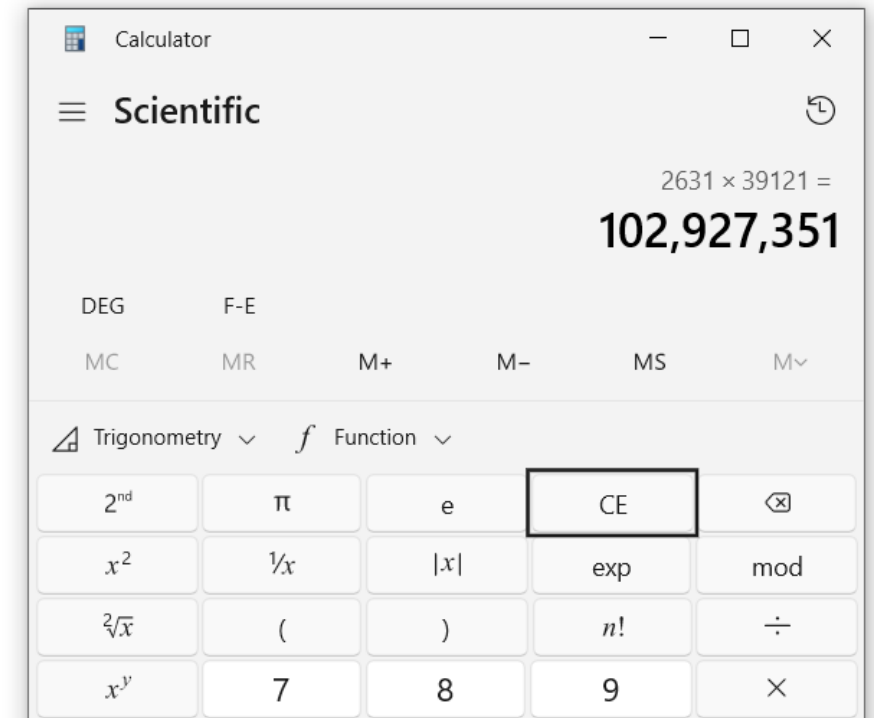 Calculator
Scientific
2631 × 39121 =
102,927,351
DEG F-E
MC MR M+ M− MS M
Trigonometry f Function
2ⁿᵈ π e CE
x² ¹/x |x| exp mod
²√x ( ) n! ÷
xʸ 7 8 9 ×